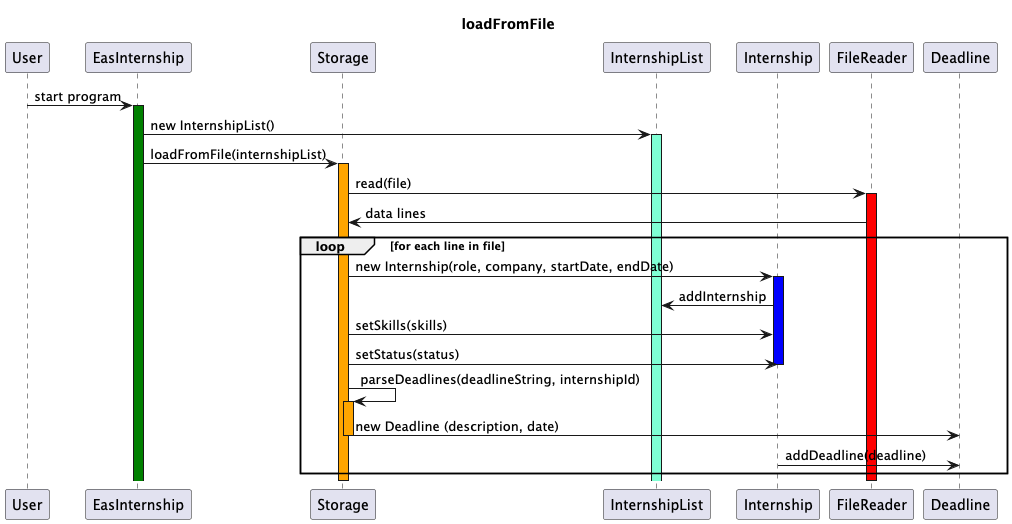 loadFromFile
User EasInternship Storage InternshipList Internship FileReader Deadline
start program
new InternshipList()
loadFromFile(internshipList)
read(file)
data lines
loop [for each line in file]
new Internship(role, company, startDate, endDate)
addInternship
setSkills(skills)
setStatus(status)
parseDeadlines(deadlineString, internshipId)
new Deadline (description, date)
addDeadline(deadline)
User EasInternship Storage InternshipList Internship FileReader Deadline